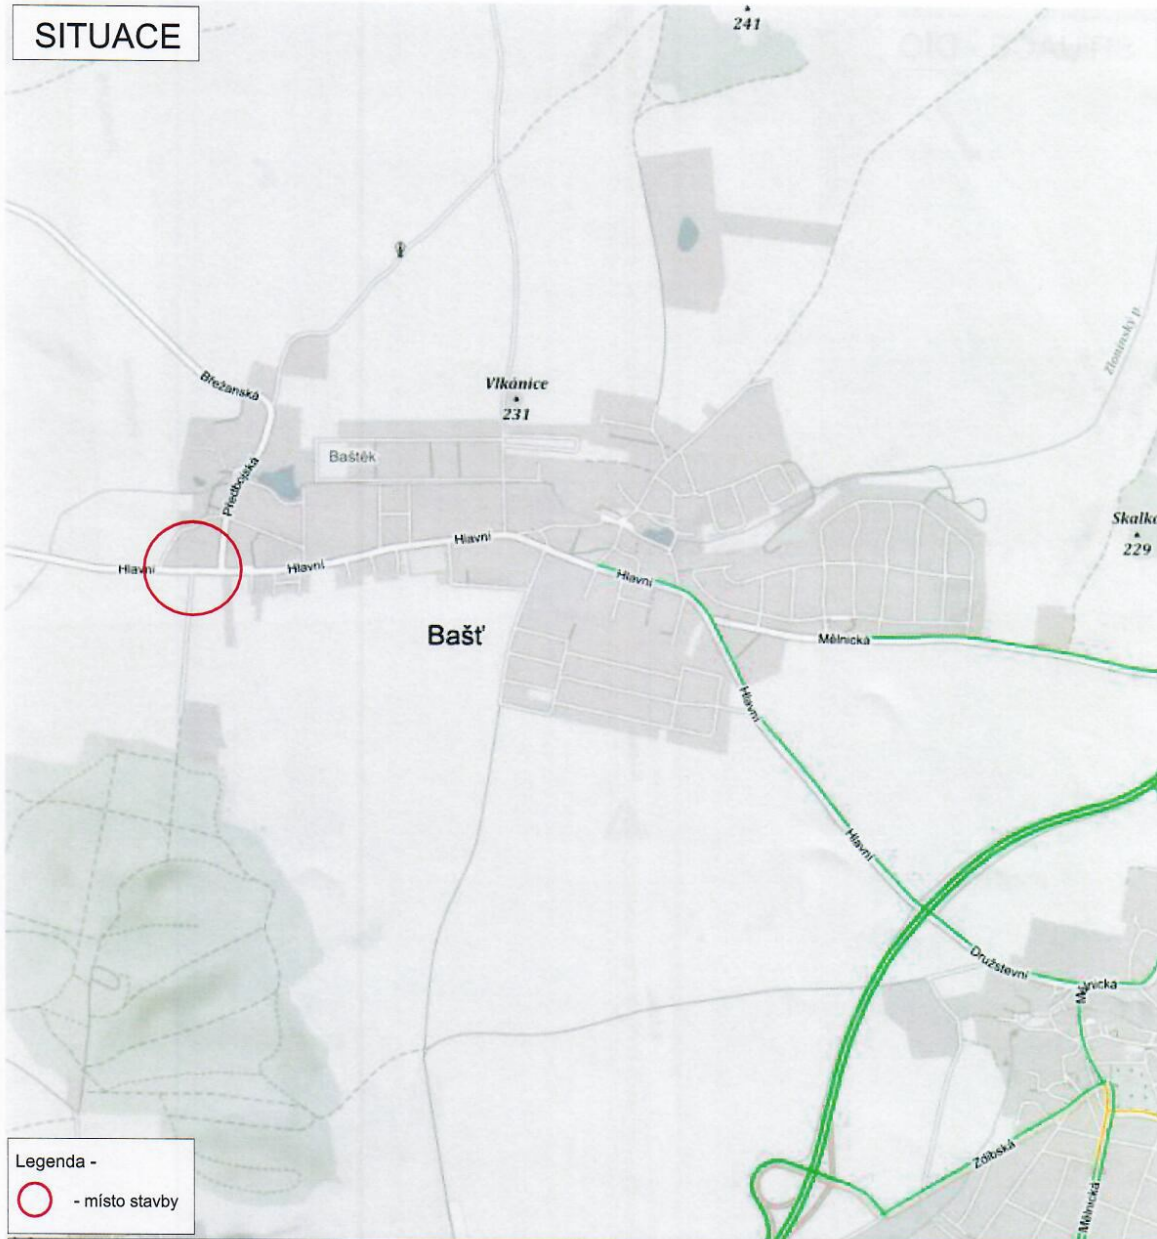 SITUACE
241
Zlonínský p.
Břežanská
Vlkánice
231
Baštěk
Předbojská
Skalka
229
Hlavní
Hlavní
Hlavní
Hlavní
Bašť
Mělnická
Hlavní
Hlavní
Družstevní
Zdibská
Mělnická
Legenda -
- místo stavby